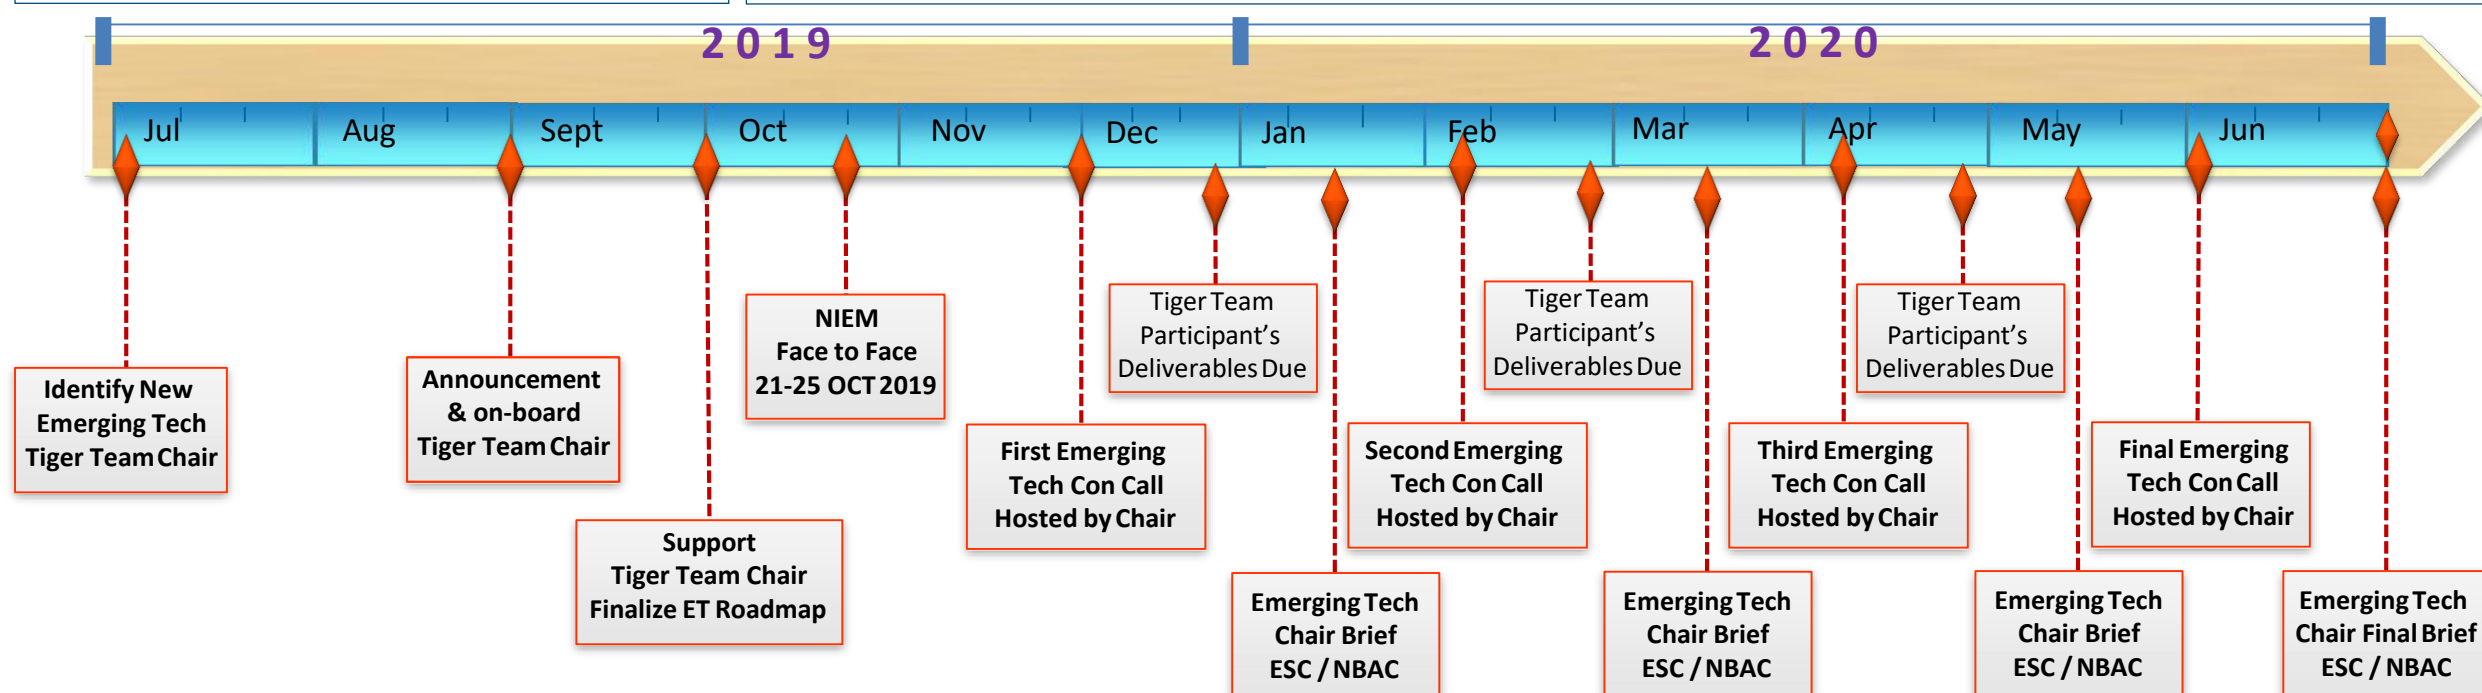 2019
2020
Jul
Aug
Sept
Oct
Nov
Dec
Jan
Feb
Mar
Apr
May
Jun
Identify New
Emerging Tech
Tiger Team Chair
Announcement
& on-board
Tiger Team Chair
Support
Tiger Team Chair
Finalize ET Roadmap
NIEM
Face to Face
21-25 OCT 2019
First Emerging
Tech Con Call
Hosted by Chair
Tiger Team
Participant’s
Deliverables Due
Emerging Tech
Chair Brief
ESC / NBAC
Second Emerging
Tech Con Call
Hosted by Chair
Tiger Team
Participant’s
Deliverables Due
Emerging Tech
Chair Brief
ESC / NBAC
Third Emerging
Tech Con Call
Hosted by Chair
Tiger Team
Participant’s
Deliverables Due
Emerging Tech
Chair Brief
ESC / NBAC
Final Emerging
Tech Con Call
Hosted by Chair
Emerging Tech
Chair Final Brief
ESC / NBAC